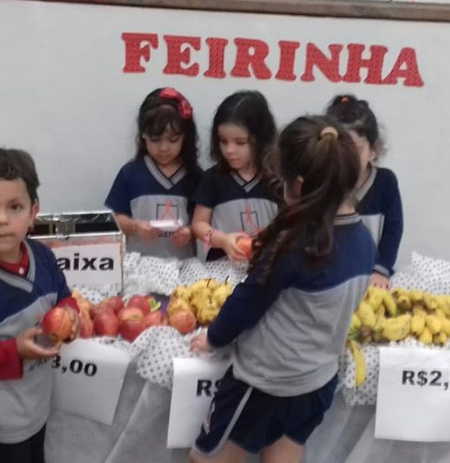 FEIRINHA
aixa
3,00
R$
R$2,